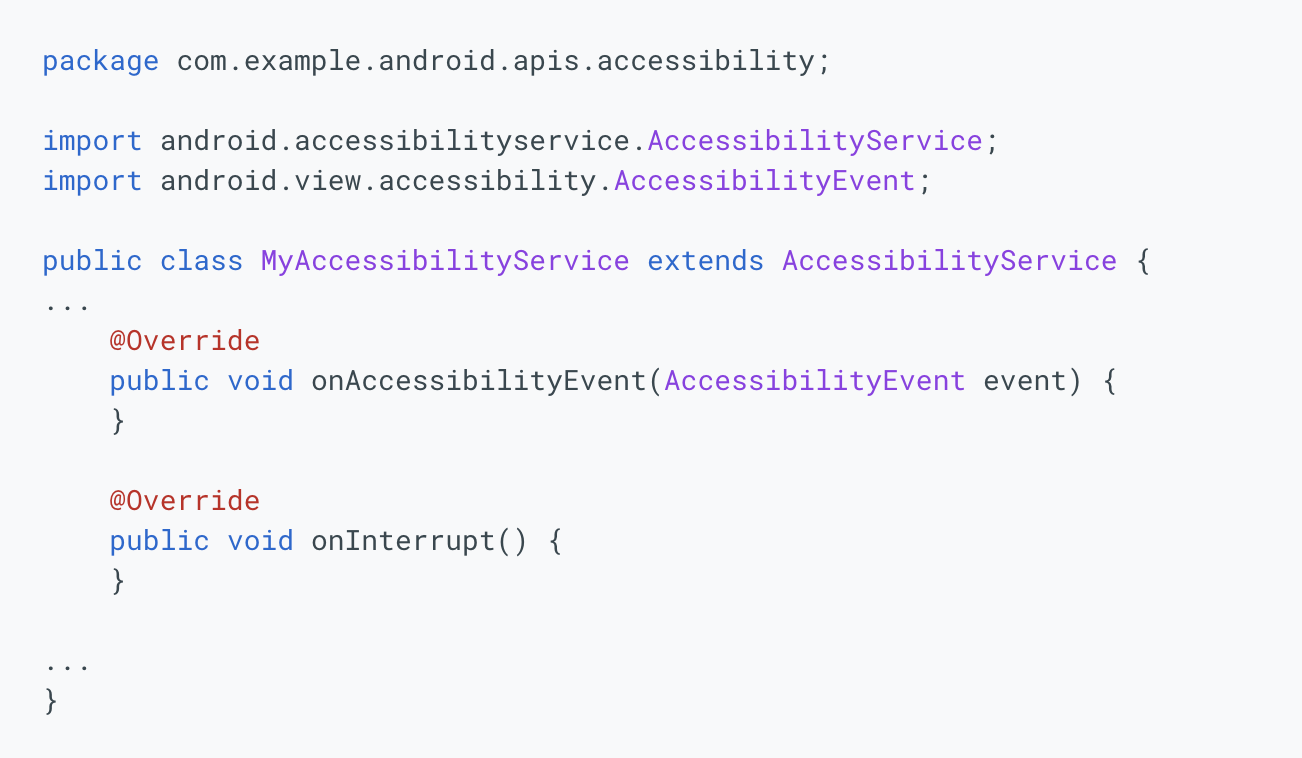 package com.example.android.apis.accessibility;

import android.accessibilityservice.AccessibilityService;
import android.view.accessibility.AccessibilityEvent;

public class MyAccessibilityService extends AccessibilityService {
...
    @Override
    public void onAccessibilityEvent(AccessibilityEvent event) {
    }

    @Override
    public void onInterrupt() {
    }

...
}